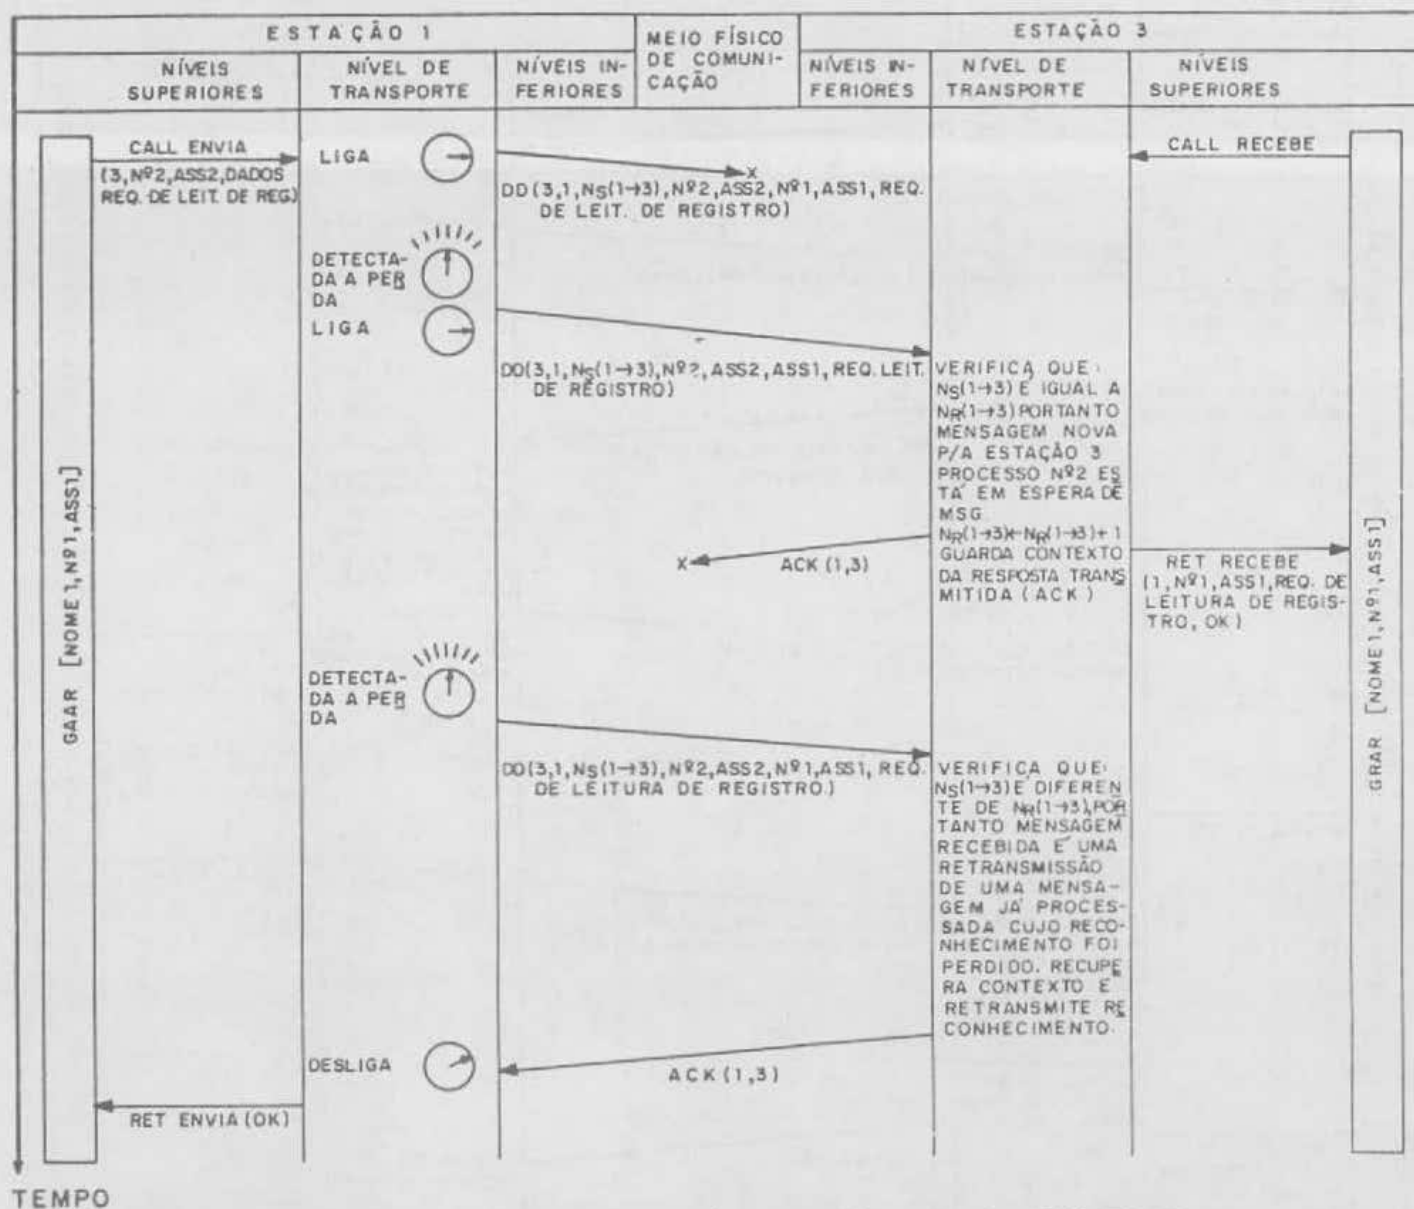 ESTAÇÃO 1
MEIO FÍSICO
DE COMUNI-
CAÇÃO
ESTAÇÃO 3
NÍVEIS
SUPERIORES
NÍVEL DE
TRANSPORTE
NÍVEIS IN-
FERIORES
NÍVEIS IN-
FERIORES
NÍVEL DE
TRANSPORTE
NÍVEIS
SUPERIORES
CALL ENVIA
(3,Nº2,ASS2,DADOS
REQ. DE LEIT. DE REG)
LIGA
X
DD(3,1,NS(1→3),Nº2,ASS2,Nº1,ASS1,REQ.
DE LEIT. DE REGISTRO)
CALL RECEBE
DETECTA-
DA A PER
DA
LIGA
DD(3,1,NS(1→3),Nº2,ASS2,ASS1,REQ.LEIT.
DE REGISTRO)
VERIFICA QUE:
NS(1→3) É IGUAL A
NR(1→3) PORTANTO
MENSAGEM NOVA
P/A ESTAÇÃO 3
PROCESSO Nº2 ES
TÁ EM ESPERA DE
MSG.
NR(1→3)←NR(1→3)+1
GUARDA CONTEXTO
DA RESPOSTA TRANS
MITIDA (ACK)
X
ACK (1,3)
RET RECEBE
(1,Nº1,ASS1,REQ. DE
LEITURA DE REGIS-
TRO, OK)
GAAR [NOME1,Nº1,ASS1]
GRAR [NOME1,Nº1,ASS1]
DETECTA-
DA A PER
DA
DD(3,1,NS(1→3),Nº2,ASS2,Nº1,ASS1, REQ.
DE LEITURA DE REGISTRO.)
VERIFICA QUE:
NS(1→3) É DIFEREN
TE DE NR(1→3), POR
TANTO MENSAGEM
RECEBIDA É UMA
RETRANSMISSÃO
DE UMA MENSA-
GEM JÁ PROCES-
SADA CUJO RECO-
NHECIMENTO FOI
PERDIDO. RECUPE
RA CONTEXTO E
RETRANSMITE RE
CONHECIMENTO.
DESLIGA
ACK (1,3)
RET ENVIA (OK)
TEMPO